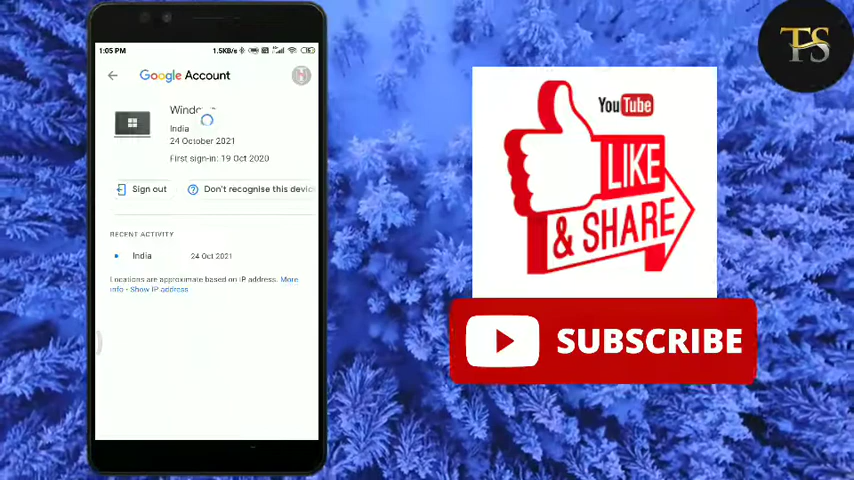 1:05 PM
1.5KB/s
Google Account
India
24 October 2021
First sign-in: 19 Oct 2020
Sign out
Don't recognise this devic
RECENT ACTIVITY
India
24 Oct 2021
Locations are approximate based on IP address. More
info - Show IP address
YouTube
LIKE
& SHARE
SUBSCRIBE
TS